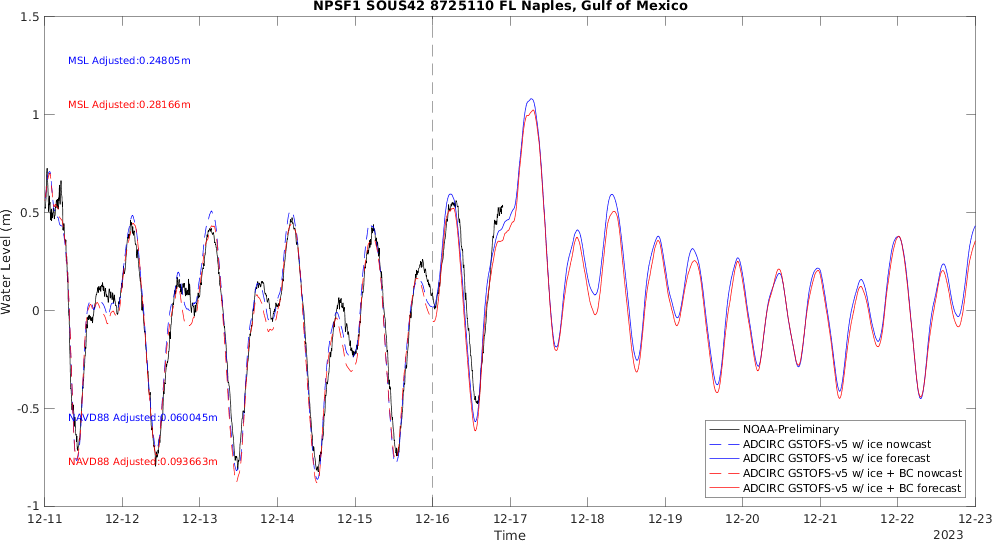 NPSF1 SOUS42 8725110 FL Naples, Gulf of Mexico
1.5
MSL Adjusted:0.24805m
MSL Adjusted:0.28166m
1
0.5
Water Level (m)
0
-0.5
NAVD88 Adjusted:0.060045m
NAVD88 Adjusted:0.093663m
-1
NOAA-Preliminary
ADCIRC GSTOFS-v5 w/ ice nowcast
ADCIRC GSTOFS-v5 w/ ice forecast
ADCIRC GSTOFS-v5 w/ ice + BC nowcast
ADCIRC GSTOFS-v5 w/ ice + BC forecast
12-11 12-12 12-13 12-14 12-15 12-16 12-17 12-18 12-19 12-20 12-21 12-22 12-23
Time
2023